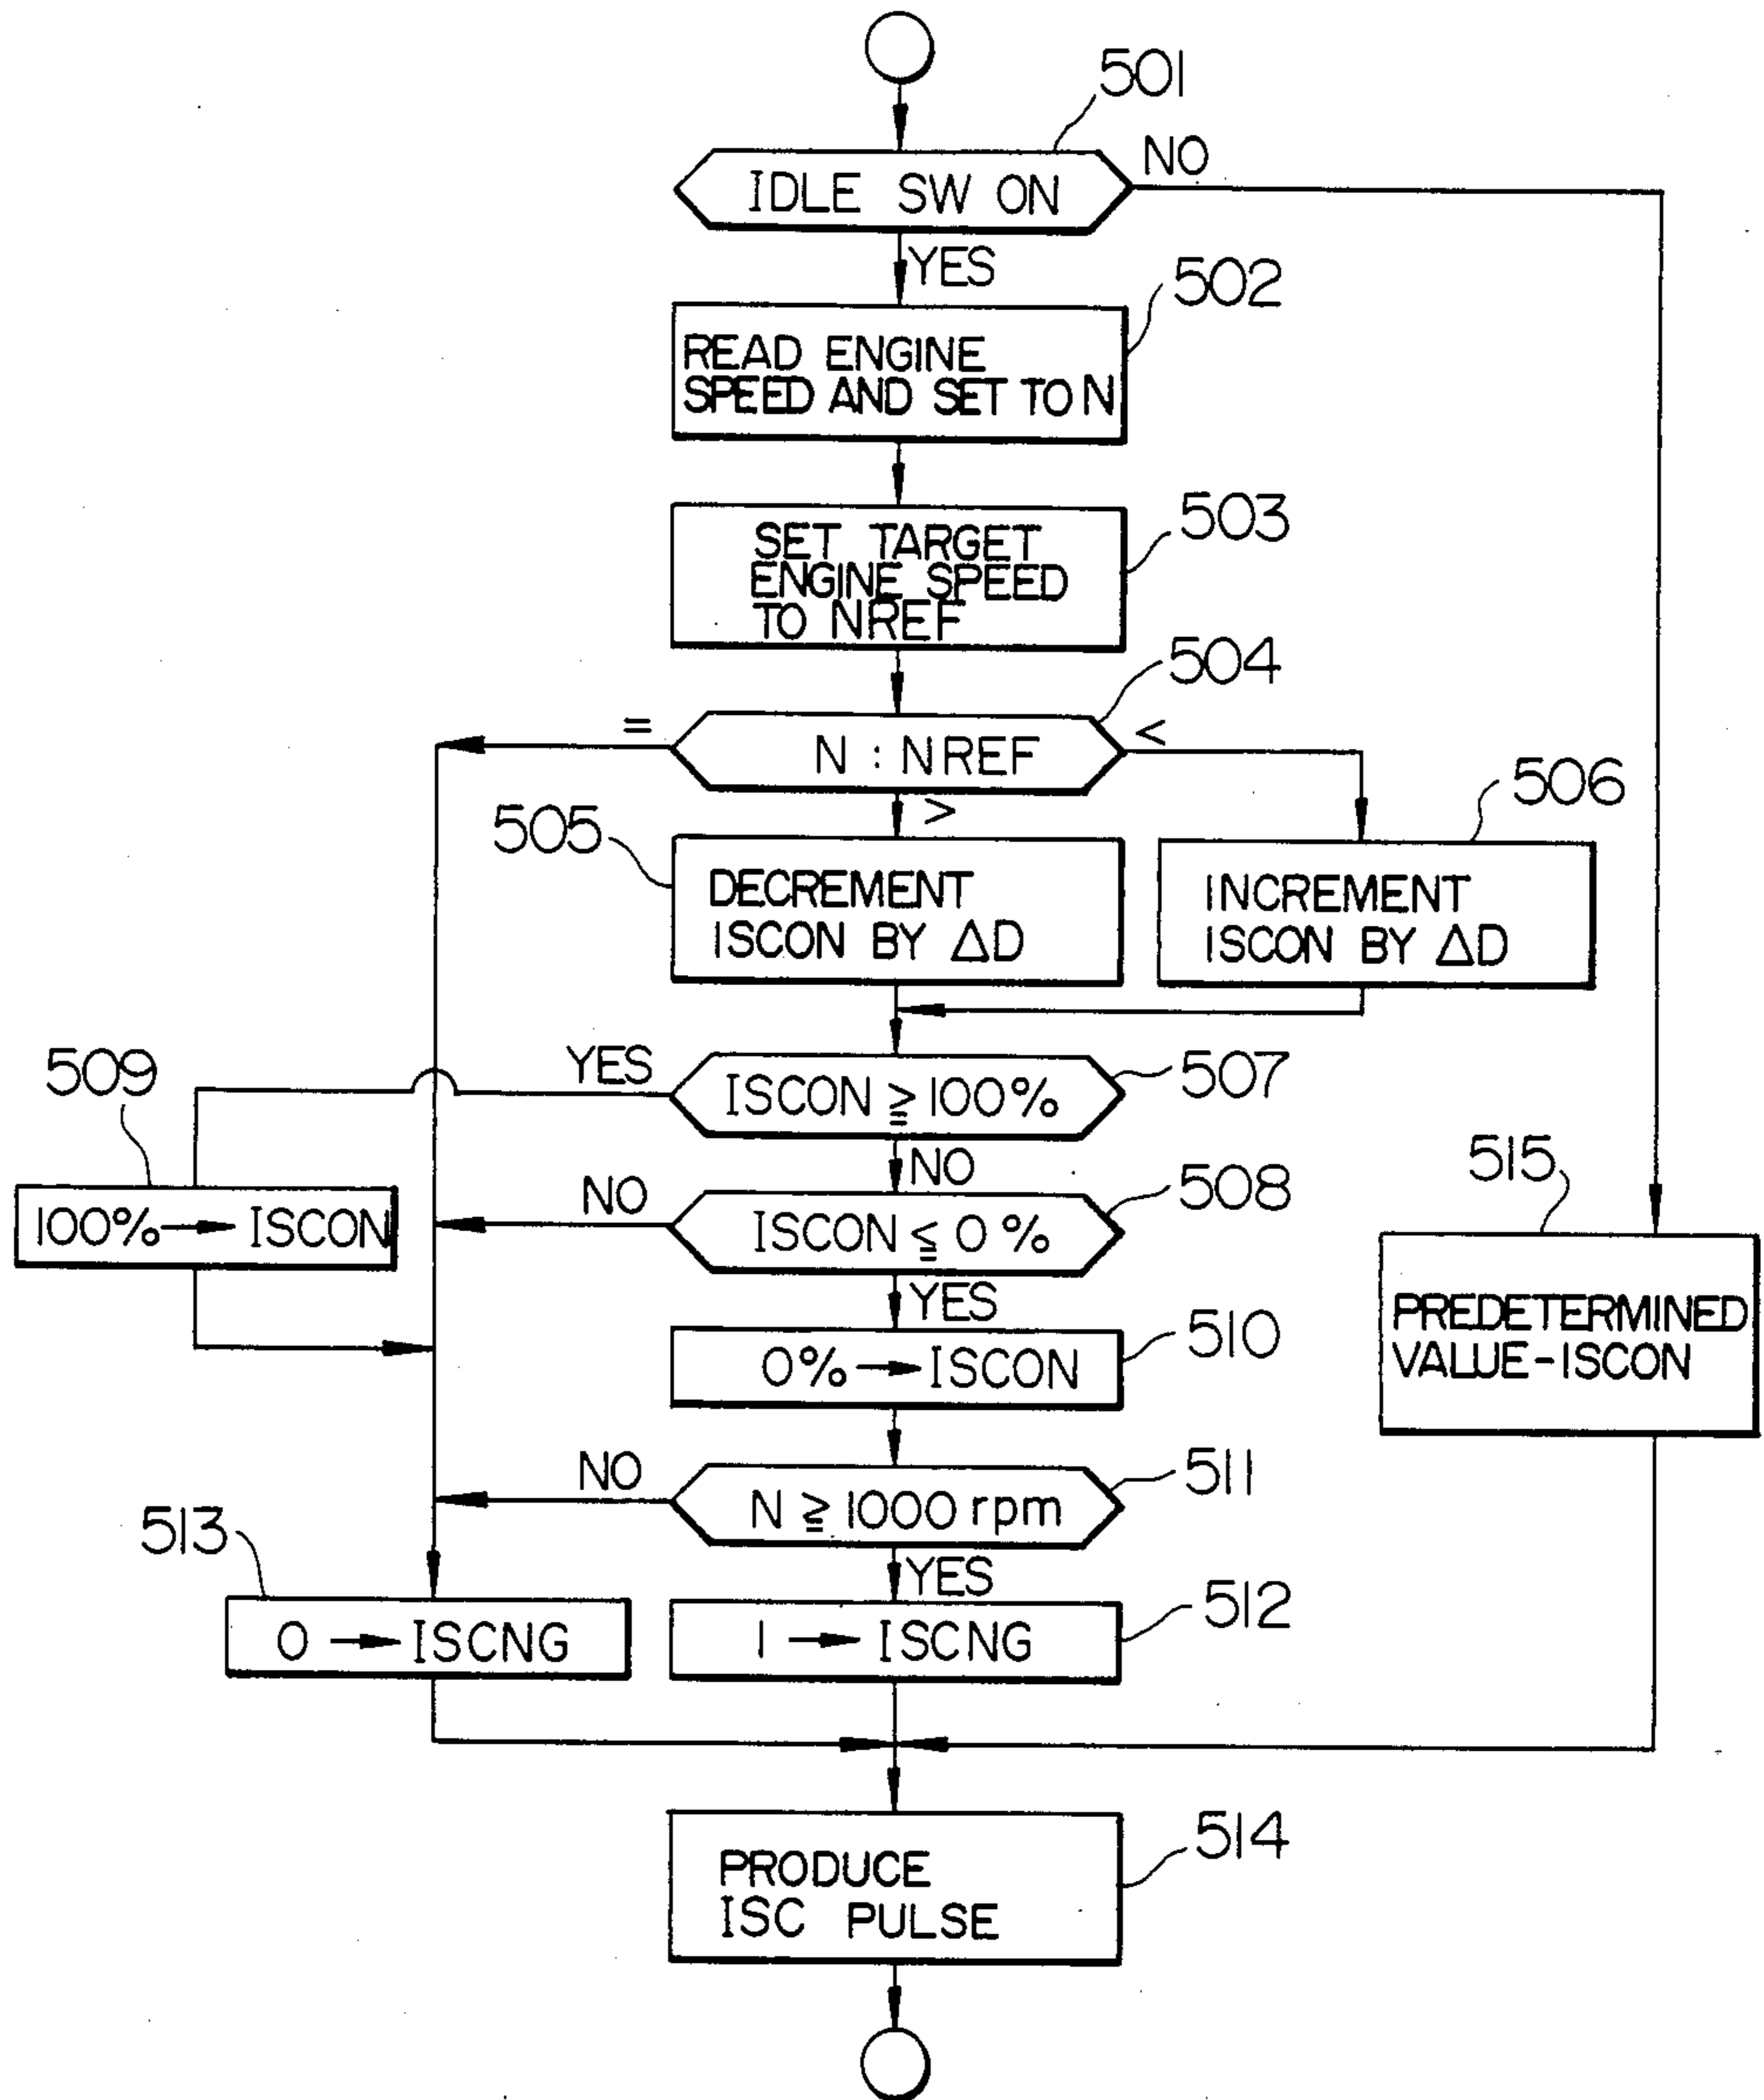 501
IDLE SW ON
NO
YES
502
READ ENGINE
SPEED AND SET TO N
503
SET TARGET
ENGINE SPEED
TO NREF
504
=
N : NREF
<
>
505
DECREMENT
ISCON BY ΔD
506
INCREMENT
ISCON BY ΔD
507
YES
ISCON ≧ 100%
NO
509
100% → ISCON
508
NO
ISCON ≦ 0%
YES
510
0% → ISCON
515
PREDETERMINED
VALUE-ISCON
511
NO
N ≧ 1000 rpm
YES
513
0 → ISCNG
512
1 → ISCNG
514
PRODUCE
ISC PULSE